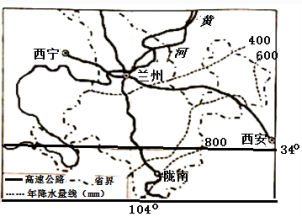 黄
河
西宁
兰州
400
600
800
西安
34°
陇南
高速公路 省界
年降水量线（mm）
104°